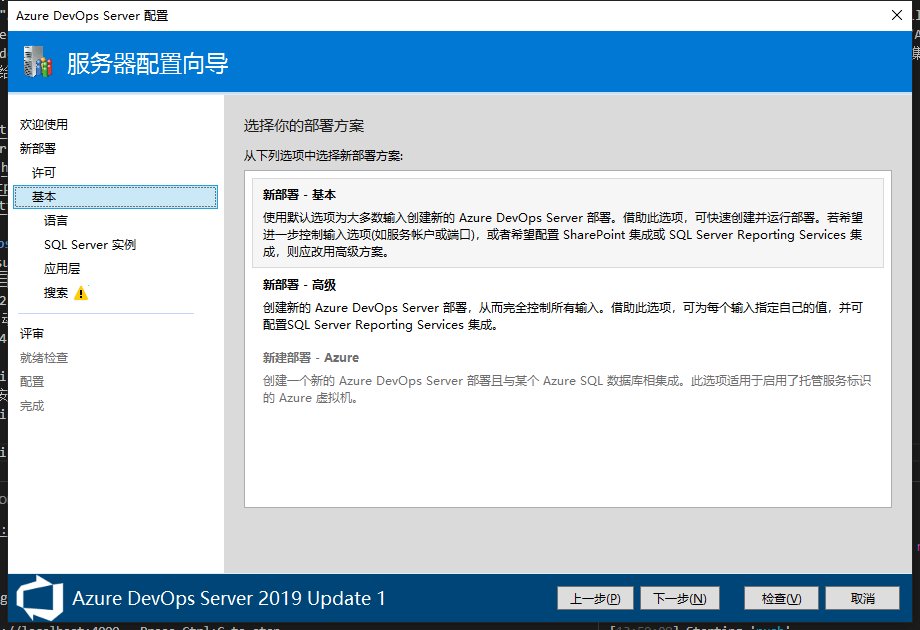 Azure DevOps Server 配置
服务器配置向导
欢迎使用
新部署
许可
基本
语言
SQL Server 实例
应用层
搜索
评审
就绪检查
配置
完成
选择你的部署方案
从下列选项中选择新部署方案:
新部署 - 基本
使用默认选项为大多数输入创建新的 Azure DevOps Server 部署。借助此选项，可快速创建并运行部署。若希望
进一步控制输入选项(如服务帐户或端口)，或者希望配置 SharePoint 集成或 SQL Server Reporting Services 集
成，则应改用高级方案。
新部署 - 高级
创建新的 Azure DevOps Server 部署，从而完全控制所有输入。借助此选项，可为每个输入指定自己的值，并可
配置SQL Server Reporting Services 集成。
新建部署 - Azure
创建一个新的 Azure DevOps Server 部署且与某个 Azure SQL 数据库相集成。此选项适用于启用了托管服务标识
的 Azure 虚拟机。
Azure DevOps Server 2019 Update 1
上一步(P)
下一步(N)
检查(V)
取消